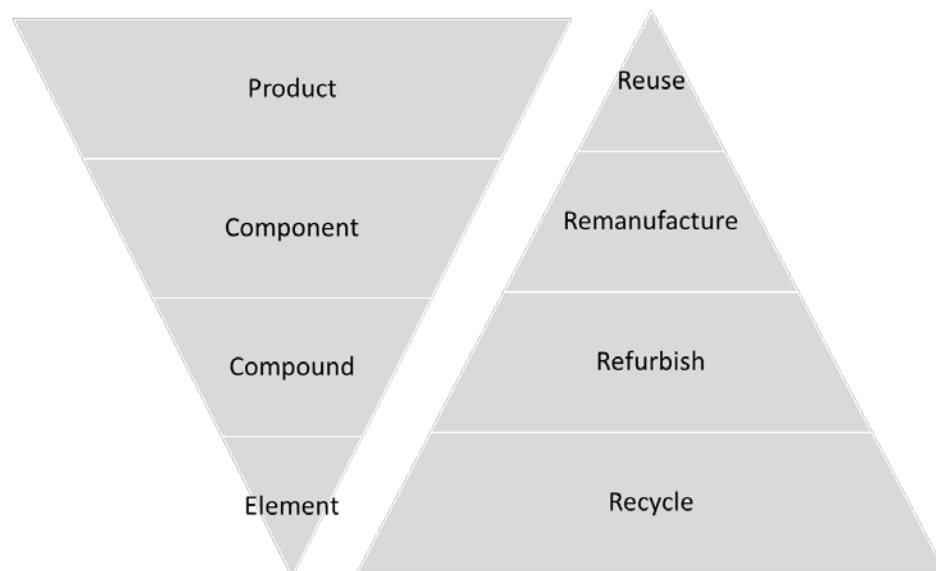 Product
Component
Compound
Element
Reuse
Remanufacture
Refurbish
Recycle